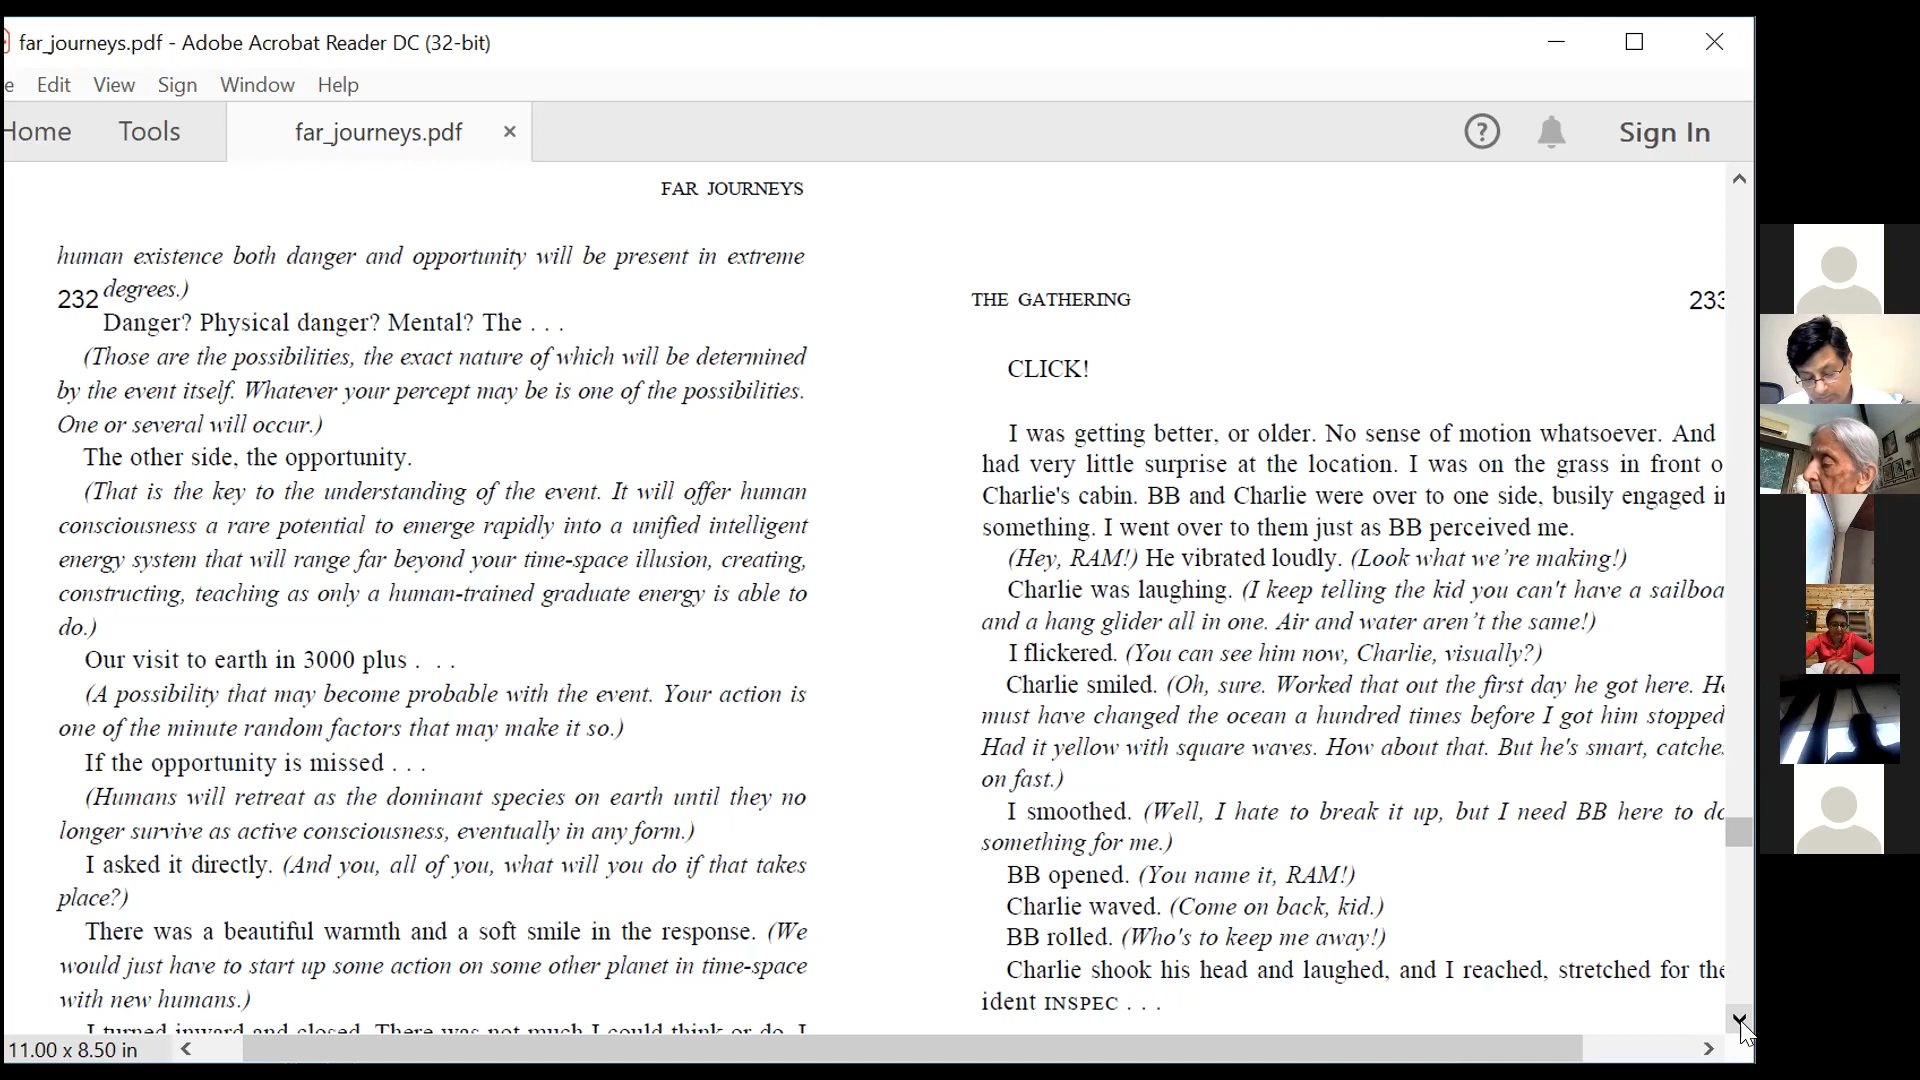 far_journeys.pdf - Adobe Acrobat Reader DC (32-bit)
e Edit View Sign Window Help
Home Tools far_journeys.pdf × ? Sign In
FAR JOURNEYS
human existence both danger and opportunity will be present in extreme
232 degrees.)
Danger? Physical danger? Mental? The . . .
(Those are the possibilities, the exact nature of which will be determined
by the event itself. Whatever your percept may be is one of the possibilities.
One or several will occur.)
The other side, the opportunity.
(That is the key to the understanding of the event. It will offer human
consciousness a rare potential to emerge rapidly into a unified intelligent
energy system that will range far beyond your time-space illusion, creating,
constructing, teaching as only a human-trained graduate energy is able to
do.)
Our visit to earth in 3000 plus . . .
(A possibility that may become probable with the event. Your action is
one of the minute random factors that may make it so.)
If the opportunity is missed . . .
(Humans will retreat as the dominant species on earth until they no
longer survive as active consciousness, eventually in any form.)
I asked it directly. (And you, all of you, what will you do if that takes
place?)
There was a beautiful warmth and a soft smile in the response. (We
would just have to start up some action on some other planet in time-space
with new humans.)
I turned inward and closed. There was not much I could think or do. I
THE GATHERING 233
CLICK!
I was getting better, or older. No sense of motion whatsoever. And
had very little surprise at the location. I was on the grass in front o
Charlie's cabin. BB and Charlie were over to one side, busily engaged in
something. I went over to them just as BB perceived me.
(Hey, RAM!) He vibrated loudly. (Look what we're making!)
Charlie was laughing. (I keep telling the kid you can't have a sailboa
and a hang glider all in one. Air and water aren't the same!)
I flickered. (You can see him now, Charlie, visually?)
Charlie smiled. (Oh, sure. Worked that out the first day he got here. He
must have changed the ocean a hundred times before I got him stopped
Had it yellow with square waves. How about that. But he's smart, catches
on fast.)
I smoothed. (Well, I hate to break it up, but I need BB here to do
something for me.)
BB opened. (You name it, RAM!)
Charlie waved. (Come on back, kid.)
BB rolled. (Who's to keep me away!)
Charlie shook his head and laughed, and I reached, stretched for the
ident INSPEC . . .
11.00 x 8.50 in